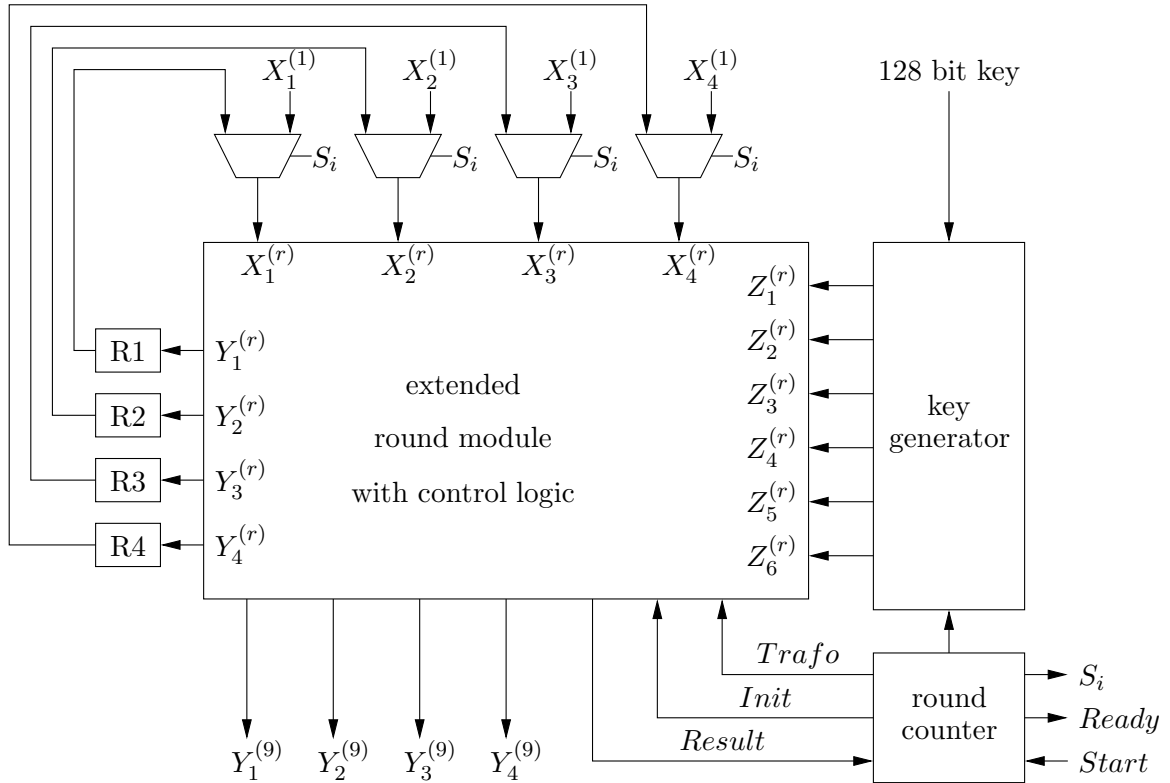 X_1^{(1)} X_2^{(1)} X_3^{(1)} X_4^{(1)} 128 bit key
S_i S_i S_i S_i
X_1^{(r)} X_2^{(r)} X_3^{(r)} X_4^{(r)}
Z_1^{(r)}
Z_2^{(r)}
Z_3^{(r)}
Z_4^{(r)}
Z_5^{(r)}
Z_6^{(r)}
R1 Y_1^{(r)}
R2 Y_2^{(r)}
R3 Y_3^{(r)}
R4 Y_4^{(r)}
extended
round module
with control logic
key
generator
Trafo
Init
Result
round
counter
S_i
Ready
Start
Y_1^{(9)} Y_2^{(9)} Y_3^{(9)} Y_4^{(9)}